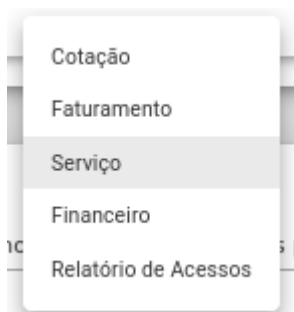 Cotação
Faturamento
Serviço
Financeiro
Relatório de Acessos